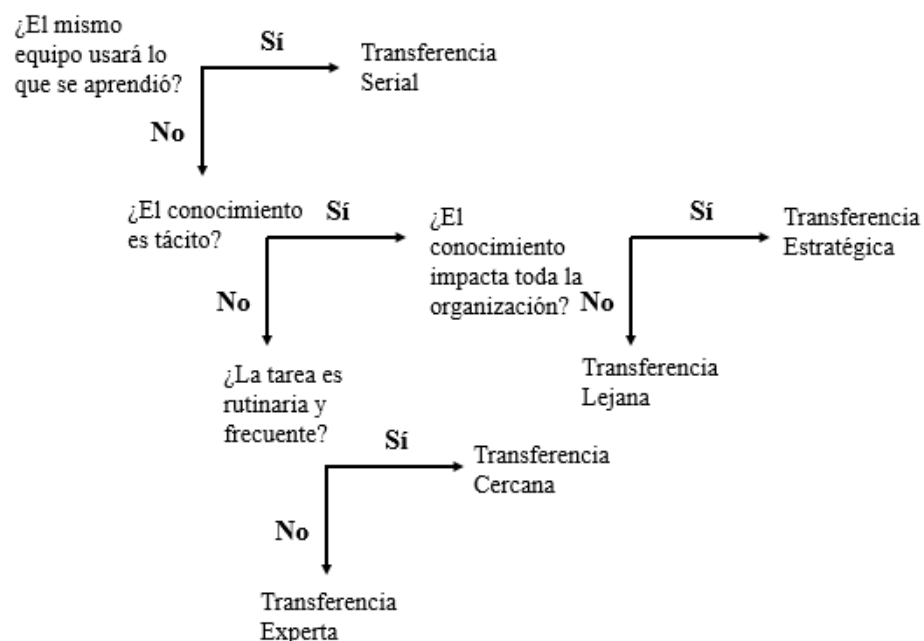 ¿El mismo
equipo usará lo
que se aprendió?
Sí
Transferencia
Serial
No
¿El conocimiento
es tácito?
Sí
¿El
conocimiento
impacta toda la
organización?
Sí
Transferencia
Estratégica
No
No
¿La tarea es
rutinaria y
frecuente?
Transferencia
Lejana
Sí
Transferencia
Cercana
No
Transferencia
Experta